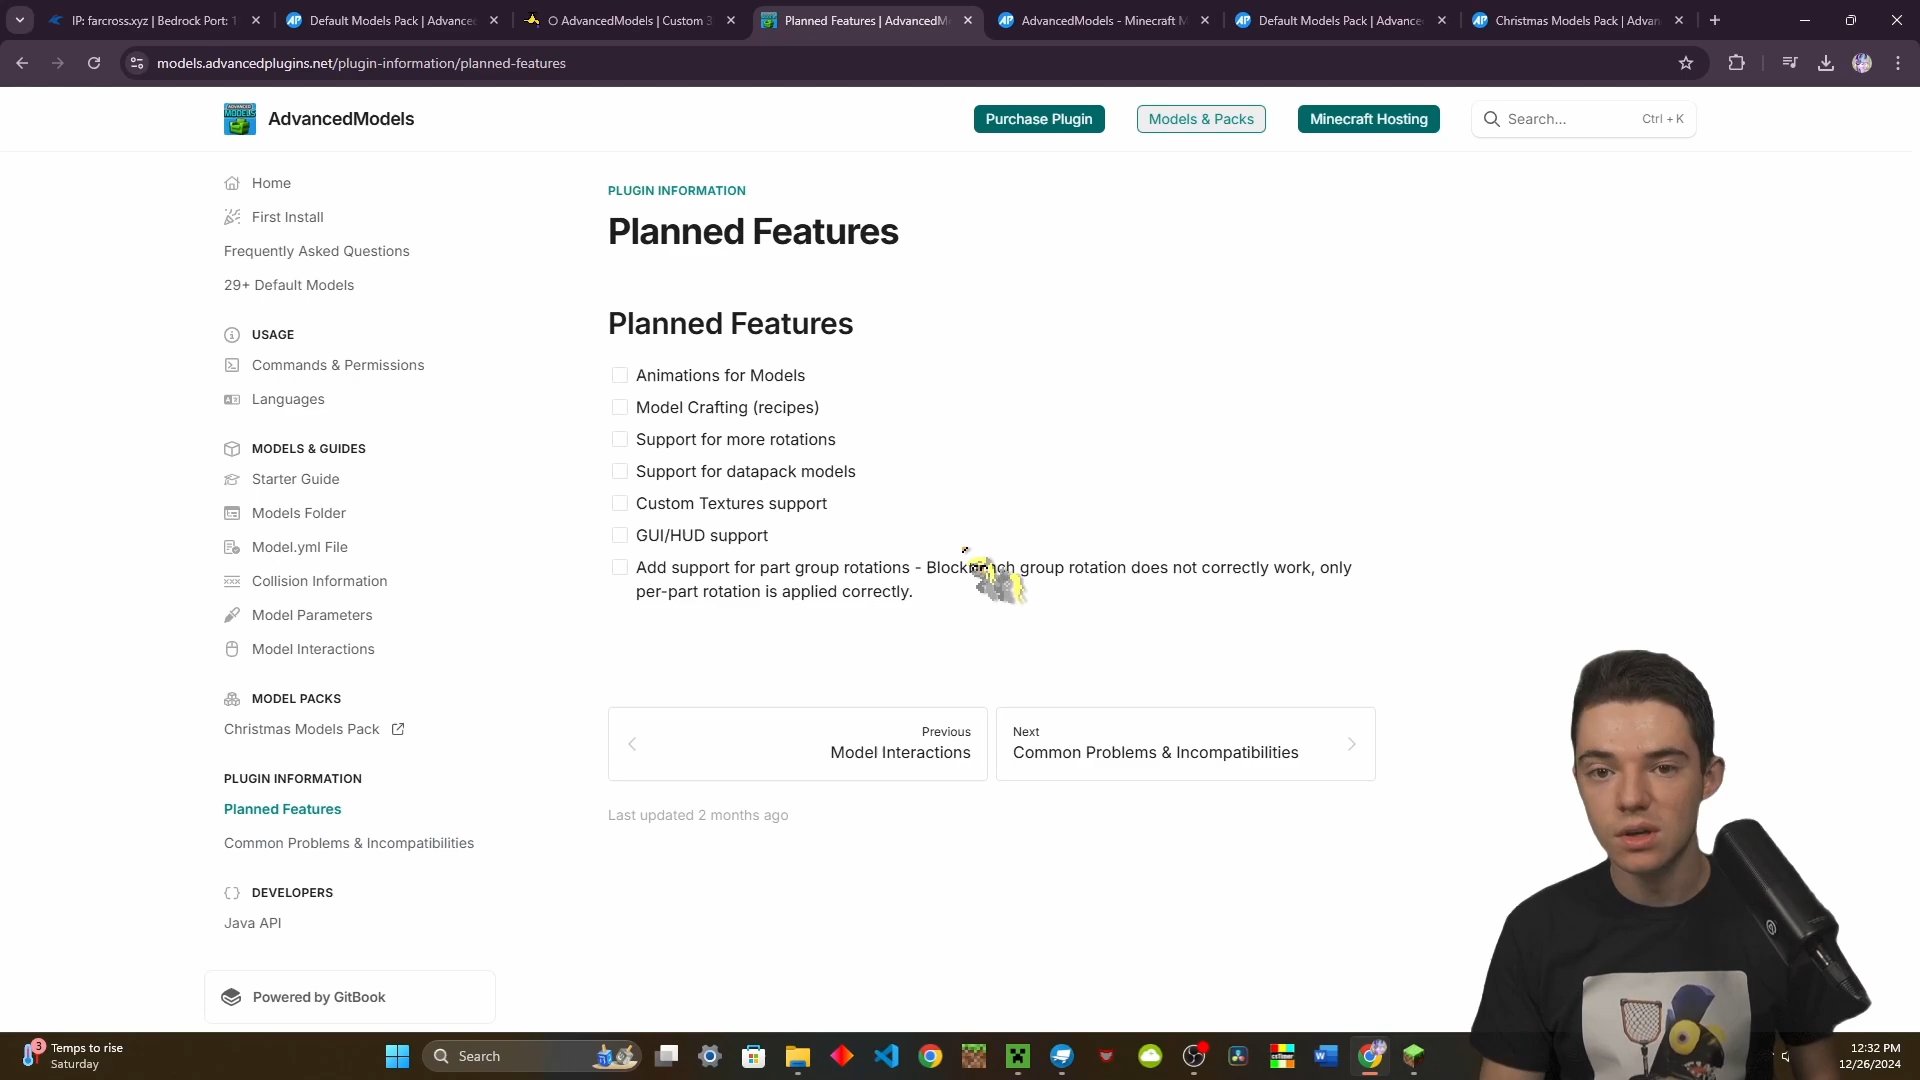 IP: farcross.xyz | Bedrock Port: 1
Default Models Pack | Advance
AdvancedModels | Custom 3
Planned Features | AdvancedM
AdvancedModels - Minecraft M
Default Models Pack | Advance
Christmas Models Pack | Advan
models.advancedplugins.net/plugin-information/planned-features
AdvancedModels
Purchase Plugin
Models & Packs
Minecraft Hosting
Search...
Ctrl + K
Home
First Install
Frequently Asked Questions
29+ Default Models
USAGE
Commands & Permissions
Languages
MODELS & GUIDES
Starter Guide
Models Folder
Model.yml File
Collision Information
Model Parameters
Model Interactions
MODEL PACKS
Christmas Models Pack
PLUGIN INFORMATION
Planned Features
Common Problems & Incompatibilities
DEVELOPERS
Java API
Powered by GitBook
PLUGIN INFORMATION
Planned Features
Planned Features
Animations for Models
Model Crafting (recipes)
Support for more rotations
Support for datapack models
Custom Textures support
GUI/HUD support
Add support for part group rotations - group rotation does not correctly work, only
per-part rotation is applied correctly.
Previous
Model Interactions
Next
Common Problems & Incompatibilities
Last updated 2 months ago
3
Temps to rise
Saturday
Search
12:32 PM
12/26/2024